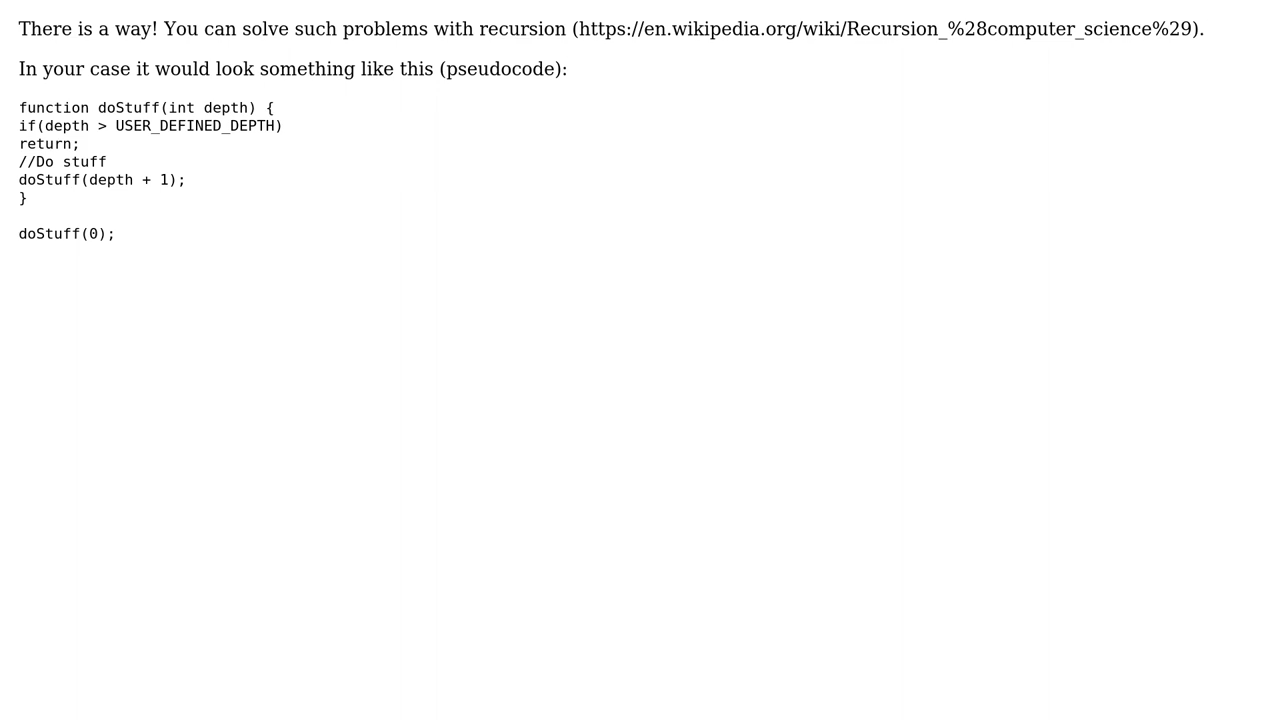 There is a way! You can solve such problems with recursion (https://en.wikipedia.org/wiki/Recursion_%28computer_science%29).
In your case it would look something like this (pseudocode):
function doStuff(int depth) {
if(depth > USER_DEFINED_DEPTH)
return;
//Do stuff
doStuff(depth + 1);
}
doStuff(0);